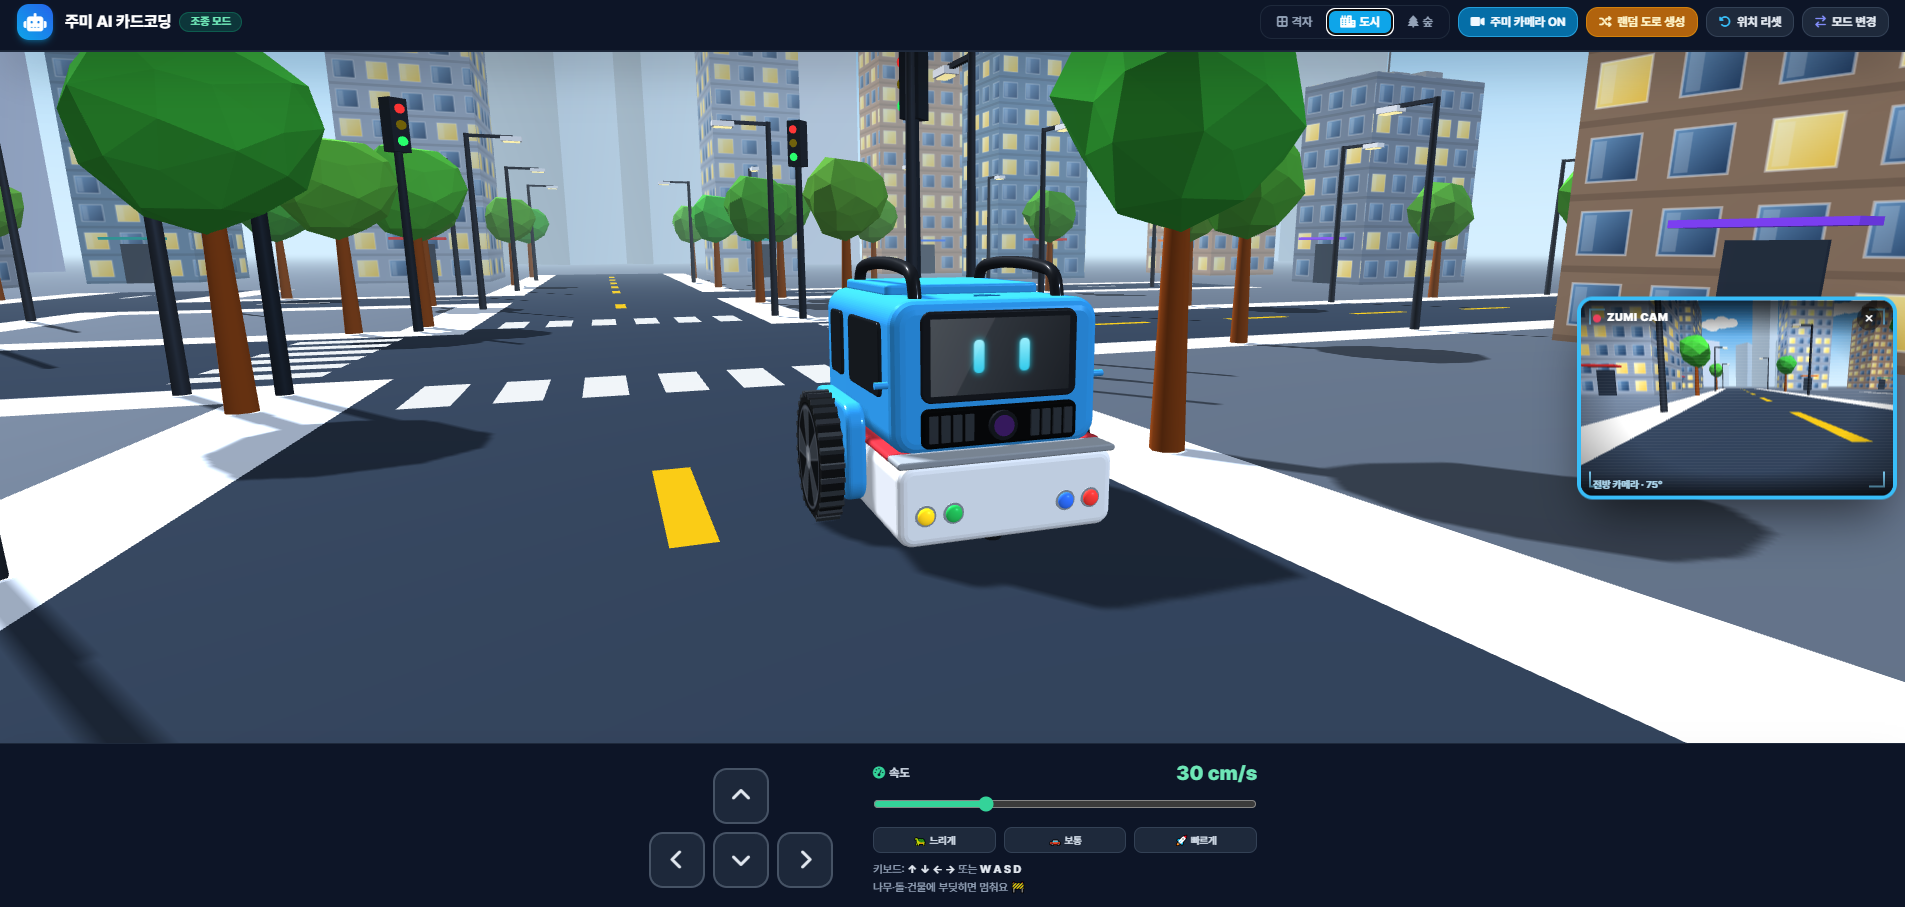 주미 AI 카드코딩 조종 모드
격자 도시 숲 주미 카메라 ON 랜덤 도로 생성 위치 리셋 모드 변경
ZUMI CAM ×
전방 카메라 · 75°
속도 30 cm/s
느리게 보통 빠르게
키보드: ↑ ↓ ← → 또는 W A S D
나무·돌·건물에 부딪히면 멈춰요